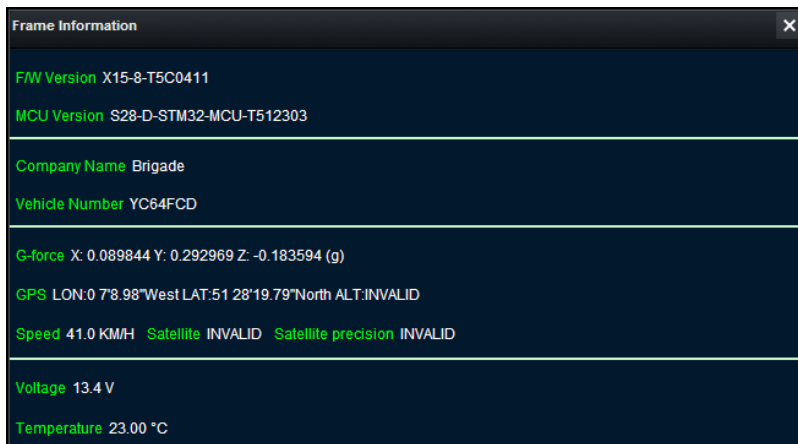 Frame Information
F/W Version X15-8-T5C0411
MCU Version S28-D-STM32-MCU-T512303
Company Name Brigade
Vehicle Number YC64FCD
G-force X: 0.089844 Y: 0.292969 Z: -0.183594 (g)
GPS LON:0 7'8.98"West LAT:51 28'19.79"North ALT:INVALID
Speed 41.0 KM/H Satellite INVALID Satellite precision INVALID
Voltage 13.4 V
Temperature 23.00 °C